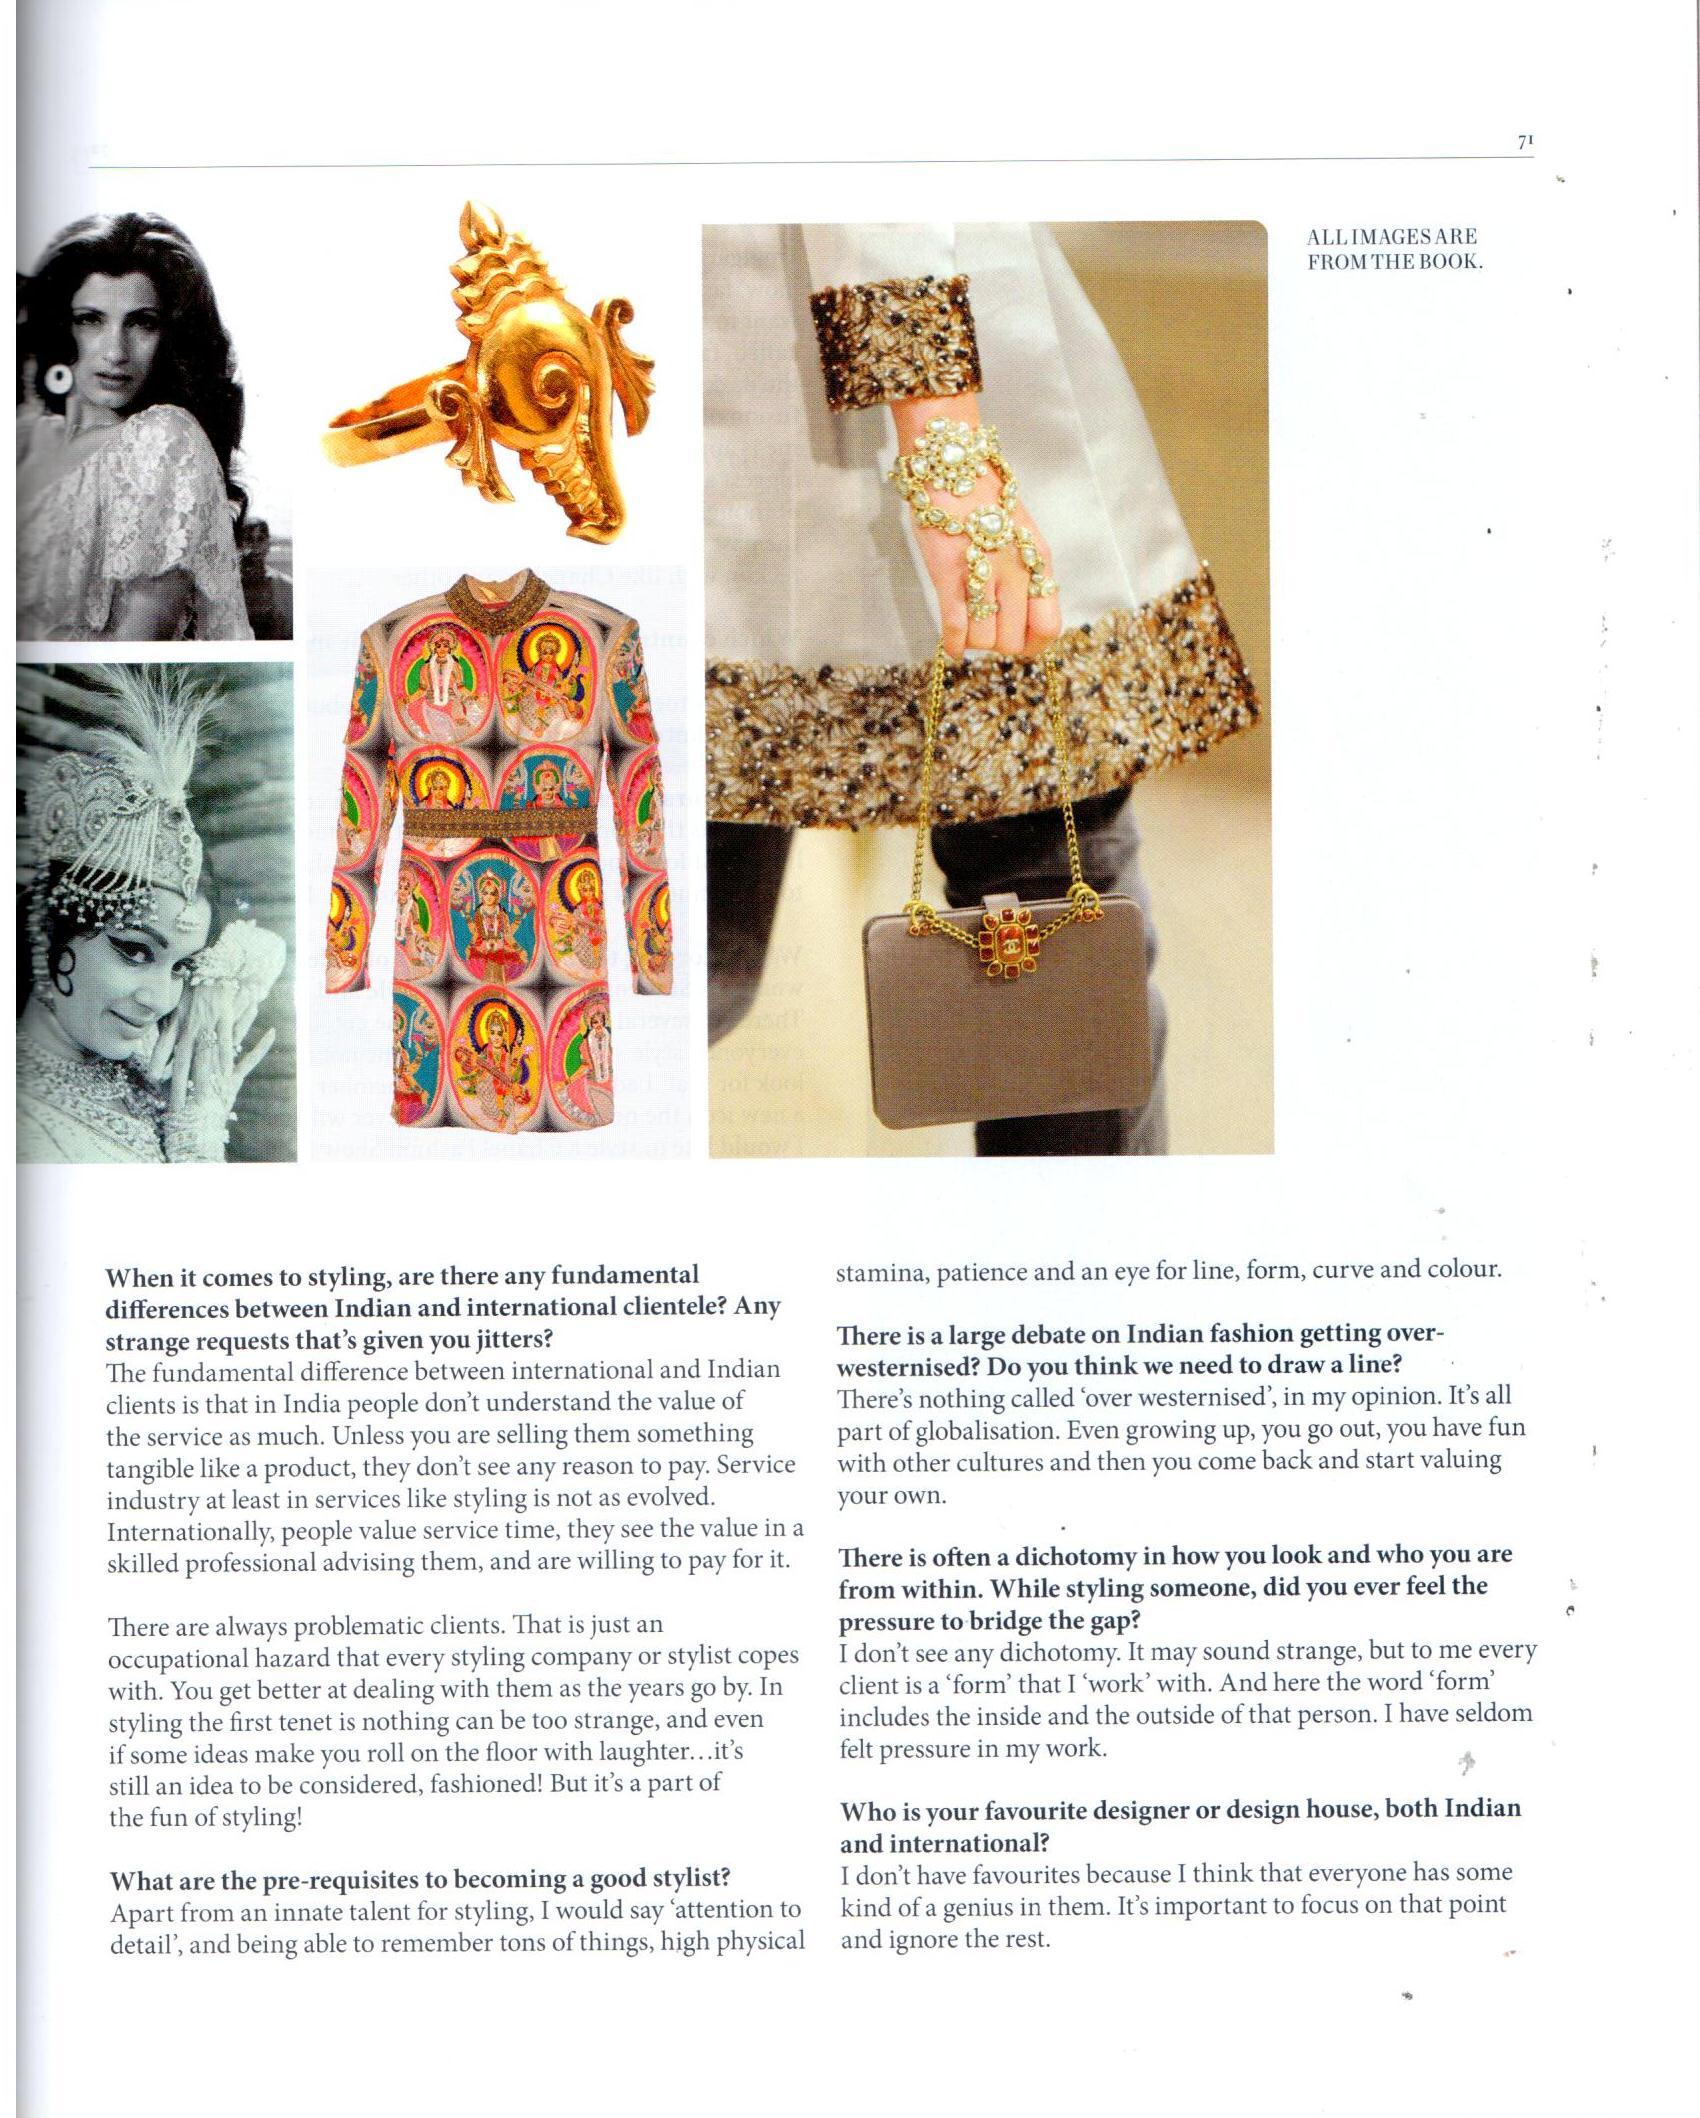 71
ALL IMAGES ARE
FROM THE BOOK.
When it comes to styling, are there any fundamental
differences between Indian and international clientele? Any
strange requests that's given you jitters?
The fundamental difference between international and Indian
clients is that in India people don't understand the value of
the service as much. Unless you are selling them something
tangible like a product, they don't see any reason to pay. Service
industry at least in services like styling is not as evolved.
Internationally, people value service time, they see the value in a
skilled professional advising them, and are willing to pay for it.
There are always problematic clients. That is just an
occupational hazard that every styling company or stylist copes
with. You get better at dealing with them as the years go by. In
styling the first tenet is nothing can be too strange, and even
if some ideas make you roll on the floor with laughter…it's
still an idea to be considered, fashioned! But it's a part of
the fun of styling!
What are the pre-requisites to becoming a good stylist?
Apart from an innate talent for styling, I would say ‘attention to
detail’, and being able to remember tons of things, high physical
stamina, patience and an eye for line, form, curve and colour.
There is a large debate on Indian fashion getting over-
westernised? Do you think we need to draw a line?
There's nothing called ‘over westernised’, in my opinion. It's all
part of globalisation. Even growing up, you go out, you have fun
with other cultures and then you come back and start valuing
your own.
There is often a dichotomy in how you look and who you are
from within. While styling someone, did you ever feel the
pressure to bridge the gap?
I don't see any dichotomy. It may sound strange, but to me every
client is a ‘form’ that I ‘work’ with. And here the word ‘form’
includes the inside and the outside of that person. I have seldom
felt pressure in my work.
Who is your favourite designer or design house, both Indian
and international?
I don't have favourites because I think that everyone has some
kind of a genius in them. It's important to focus on that point
and ignore the rest.